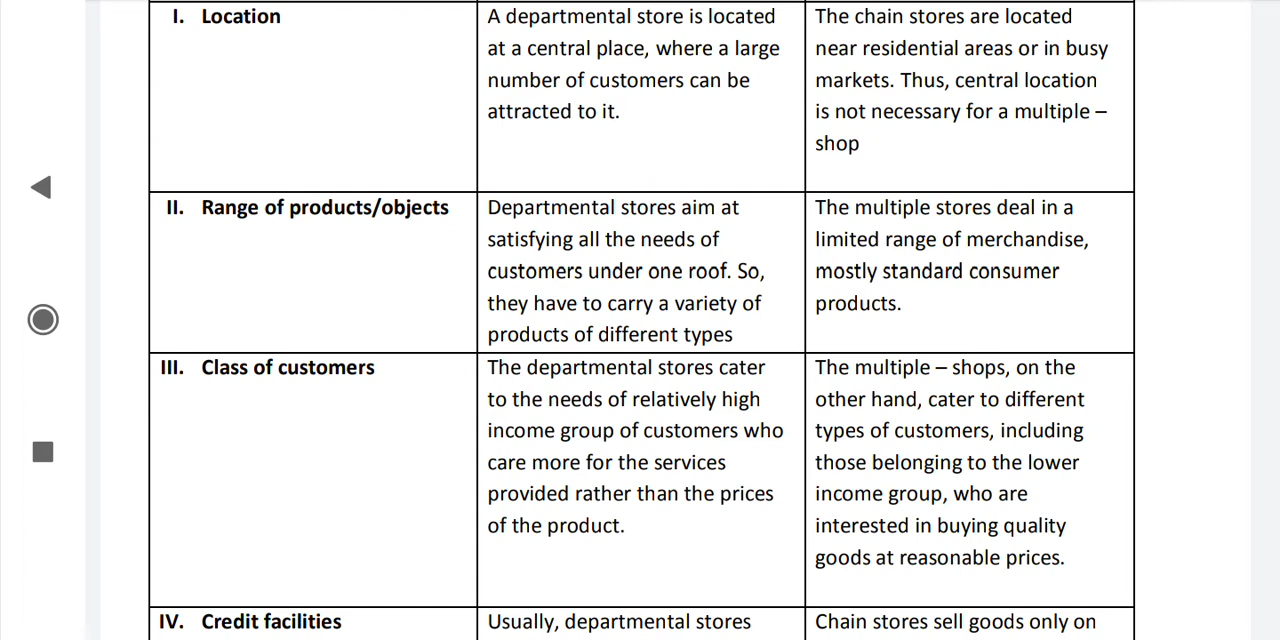 I. Location
A departmental store is located
at a central place, where a large
number of customers can be
attracted to it.
The chain stores are located
near residential areas or in busy
markets. Thus, central location
is not necessary for a multiple –
shop
II. Range of products/objects
Departmental stores aim at
satisfying all the needs of
customers under one roof. So,
they have to carry a variety of
products of different types
The multiple stores deal in a
limited range of merchandise,
mostly standard consumer
products.
III. Class of customers
The departmental stores cater
to the needs of relatively high
income group of customers who
care more for the services
provided rather than the prices
of the product.
The multiple – shops, on the
other hand, cater to different
types of customers, including
those belonging to the lower
income group, who are
interested in buying quality
goods at reasonable prices.
IV. Credit facilities
Usually, departmental stores
Chain stores sell goods only on